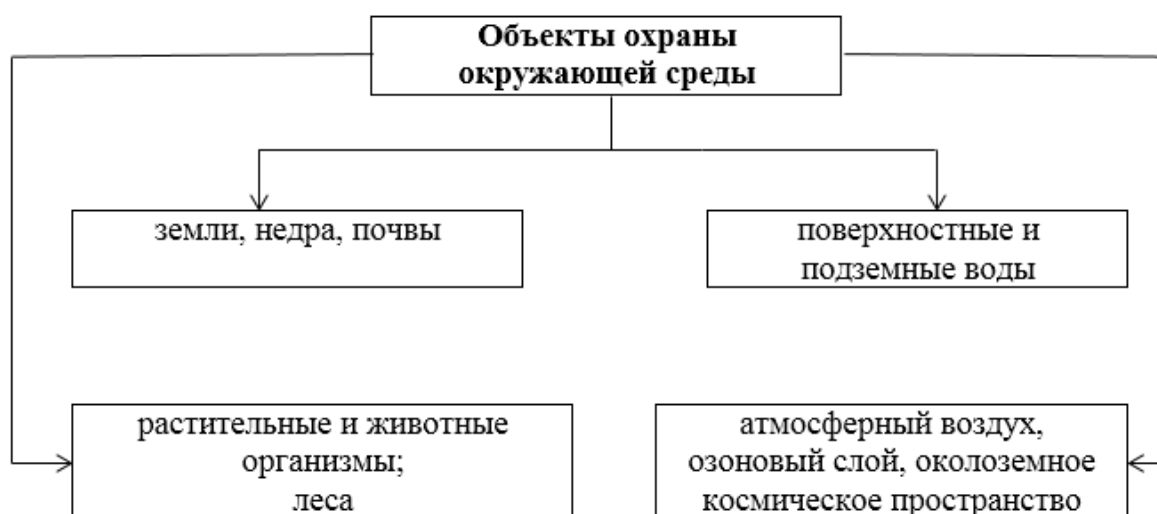 Объекты охраны
окружающей среды
земли, недра, почвы
поверхностные и
подземные воды
растительные и животные
организмы;
леса
атмосферный воздух,
озоновый слой, околоземное
космическое пространство